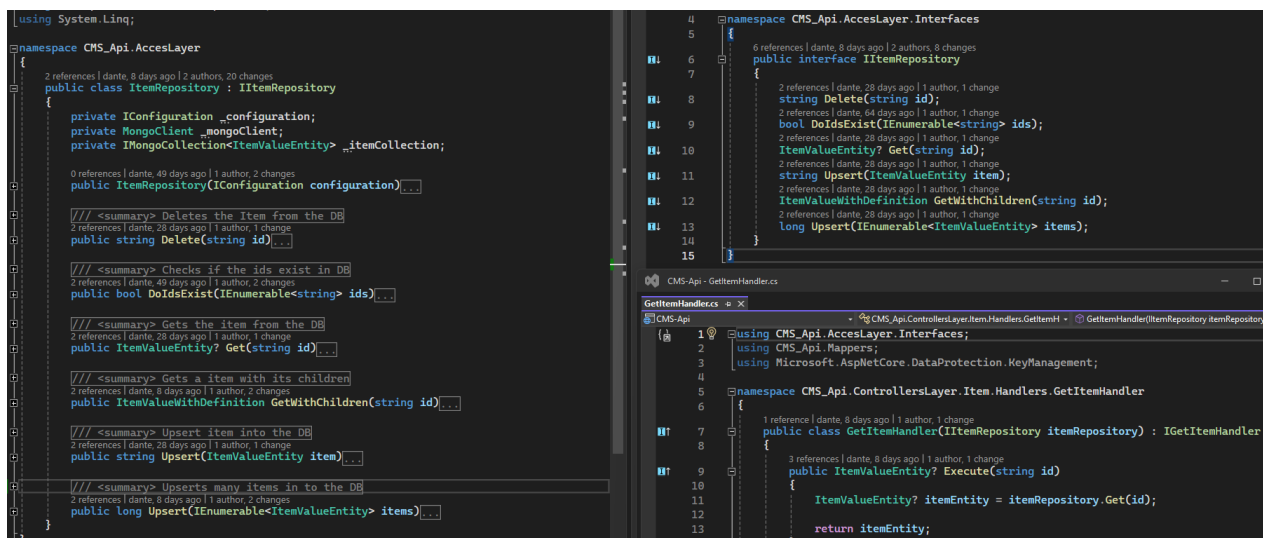 using System.Linq;
namespace CMS_Api.AccesLayer
{
2 references | dante, 8 days ago | 2 authors, 20 changes
public class ItemRepository : IItemRepository
{
private IConfiguration _configuration;
private MongoClient _mongoClient;
private IMongoCollection<ItemValueEntity> _itemCollection;
0 references | dante, 49 days ago | 1 author, 2 changes
public ItemRepository(IConfiguration configuration)...
/// <summary> Deletes the Item from the DB
2 references | dante, 28 days ago | 1 author, 1 change
public string Delete(string id)...
/// <summary> Checks if the ids exist in DB
2 references | dante, 49 days ago | 1 author, 2 changes
public bool DoIdsExist(IEnumerable<string> ids)...
/// <summary> Gets the item from the DB
2 references | dante, 28 days ago | 1 author, 1 change
public ItemValueEntity? Get(string id)...
/// <summary> Gets a item with its children
2 references | dante, 8 days ago | 1 author, 2 changes
public ItemValueWithDefinition GetWithChildren(string id)...
/// <summary> Upsert item into the DB
2 references | dante, 28 days ago | 1 author, 1 change
public string Upsert(ItemValueEntity item)...
/// <summary> Upserts many items in to the DB
2 references | dante, 8 days ago | 1 author, 2 changes
public long Upsert(IEnumerable<ItemValueEntity> items)...
}
4 namespace CMS_Api.AccesLayer.Interfaces
5 {
6 references | dante, 8 days ago | 2 authors, 8 changes
6 public interface IItemRepository
7 {
2 references | dante, 28 days ago | 1 author, 1 change
8 string Delete(string id);
2 references | dante, 64 days ago | 1 author, 1 change
9 bool DoIdsExist(IEnumerable<string> ids);
2 references | dante, 28 days ago | 1 author, 1 change
10 ItemValueEntity? Get(string id);
2 references | dante, 28 days ago | 1 author, 1 change
11 string Upsert(ItemValueEntity item);
2 references | dante, 28 days ago | 1 author, 1 change
12 ItemValueWithDefinition GetWithChildren(string id);
2 references | dante, 28 days ago | 1 author, 1 change
13 long Upsert(IEnumerable<ItemValueEntity> items);
14 }
15 }
CMS-Api - GetItemHandler.cs
GetItemHandler.cs
CMS-Api CMS_Api.ControllersLayer.Item.Handlers.GetItemH GetItemHandler(IItemRepository itemRepository
1 using CMS_Api.AccesLayer.Interfaces;
2 using CMS_Api.Mappers;
3 using Microsoft.AspNetCore.DataProtection.KeyManagement;
4
5 namespace CMS_Api.ControllersLayer.Item.Handlers.GetItemHandler
6 {
1 reference | dante, 8 days ago | 1 author, 1 change
7 public class GetItemHandler(IItemRepository itemRepository) : IGetItemHandler
8 {
3 references | dante, 8 days ago | 1 author, 1 change
9 public ItemValueEntity? Execute(string id)
10 {
11 ItemValueEntity? itemEntity = itemRepository.Get(id);
12
13 return itemEntity;